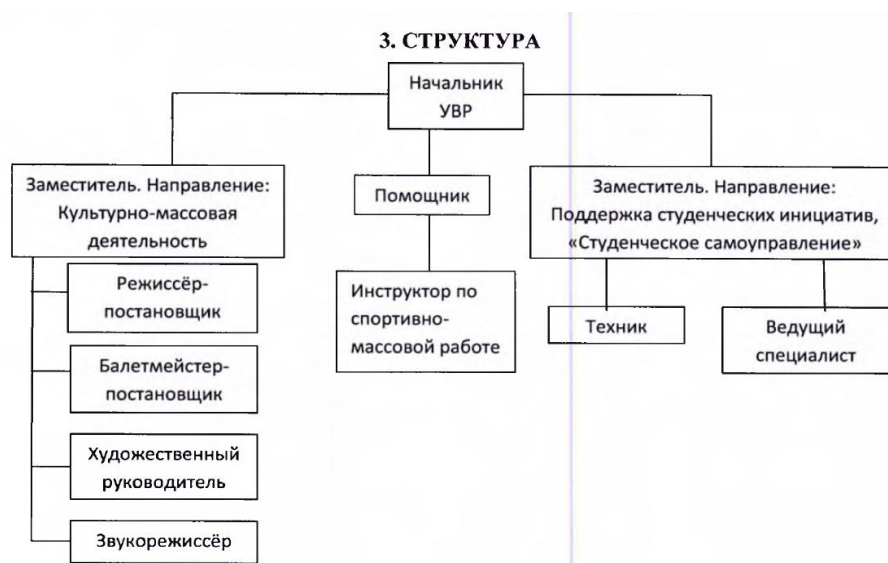 3. СТРУКТУРА
Начальник
УВР
Заместитель. Направление:
Культурно-массовая
деятельность
Режиссёр-
постановщик
Балетмейстер-
постановщик
Художественный
руководитель
Звукорежиссёр
Помощник
Инструктор по
спортивно-
массовой работе
Заместитель. Направление:
Поддержка студенческих инициатив,
«Студенческое самоуправление»
Техник
Ведущий
специалист